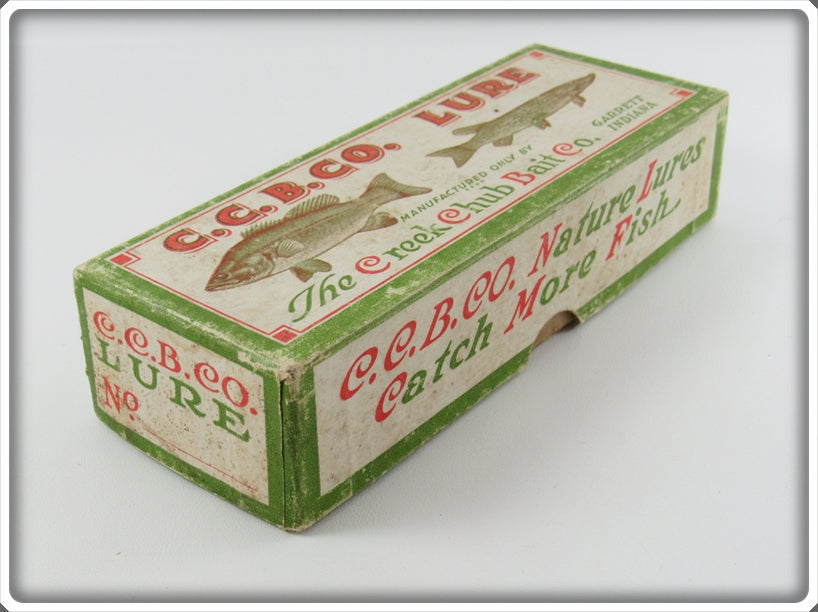 C.C.B.CO. LURE
MANUFACTURED ONLY BY
The Creek Chub Bait Co.
GARRETT
INDIANA
C.C.B.CO. Nature Lures
Catch More Fish
C.C.B.CO.
LURE
No.